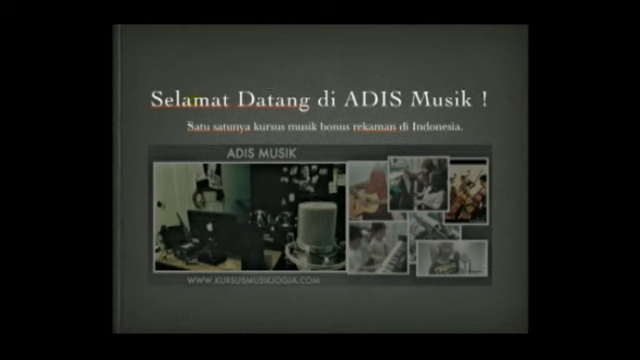 Selamat Datang di ADIS Musik !
Satu satunya kursus musik bonus rekaman di Indonesia.
ADIS MUSIK
WWW.KURSUSMUSIKJOGJA.COM